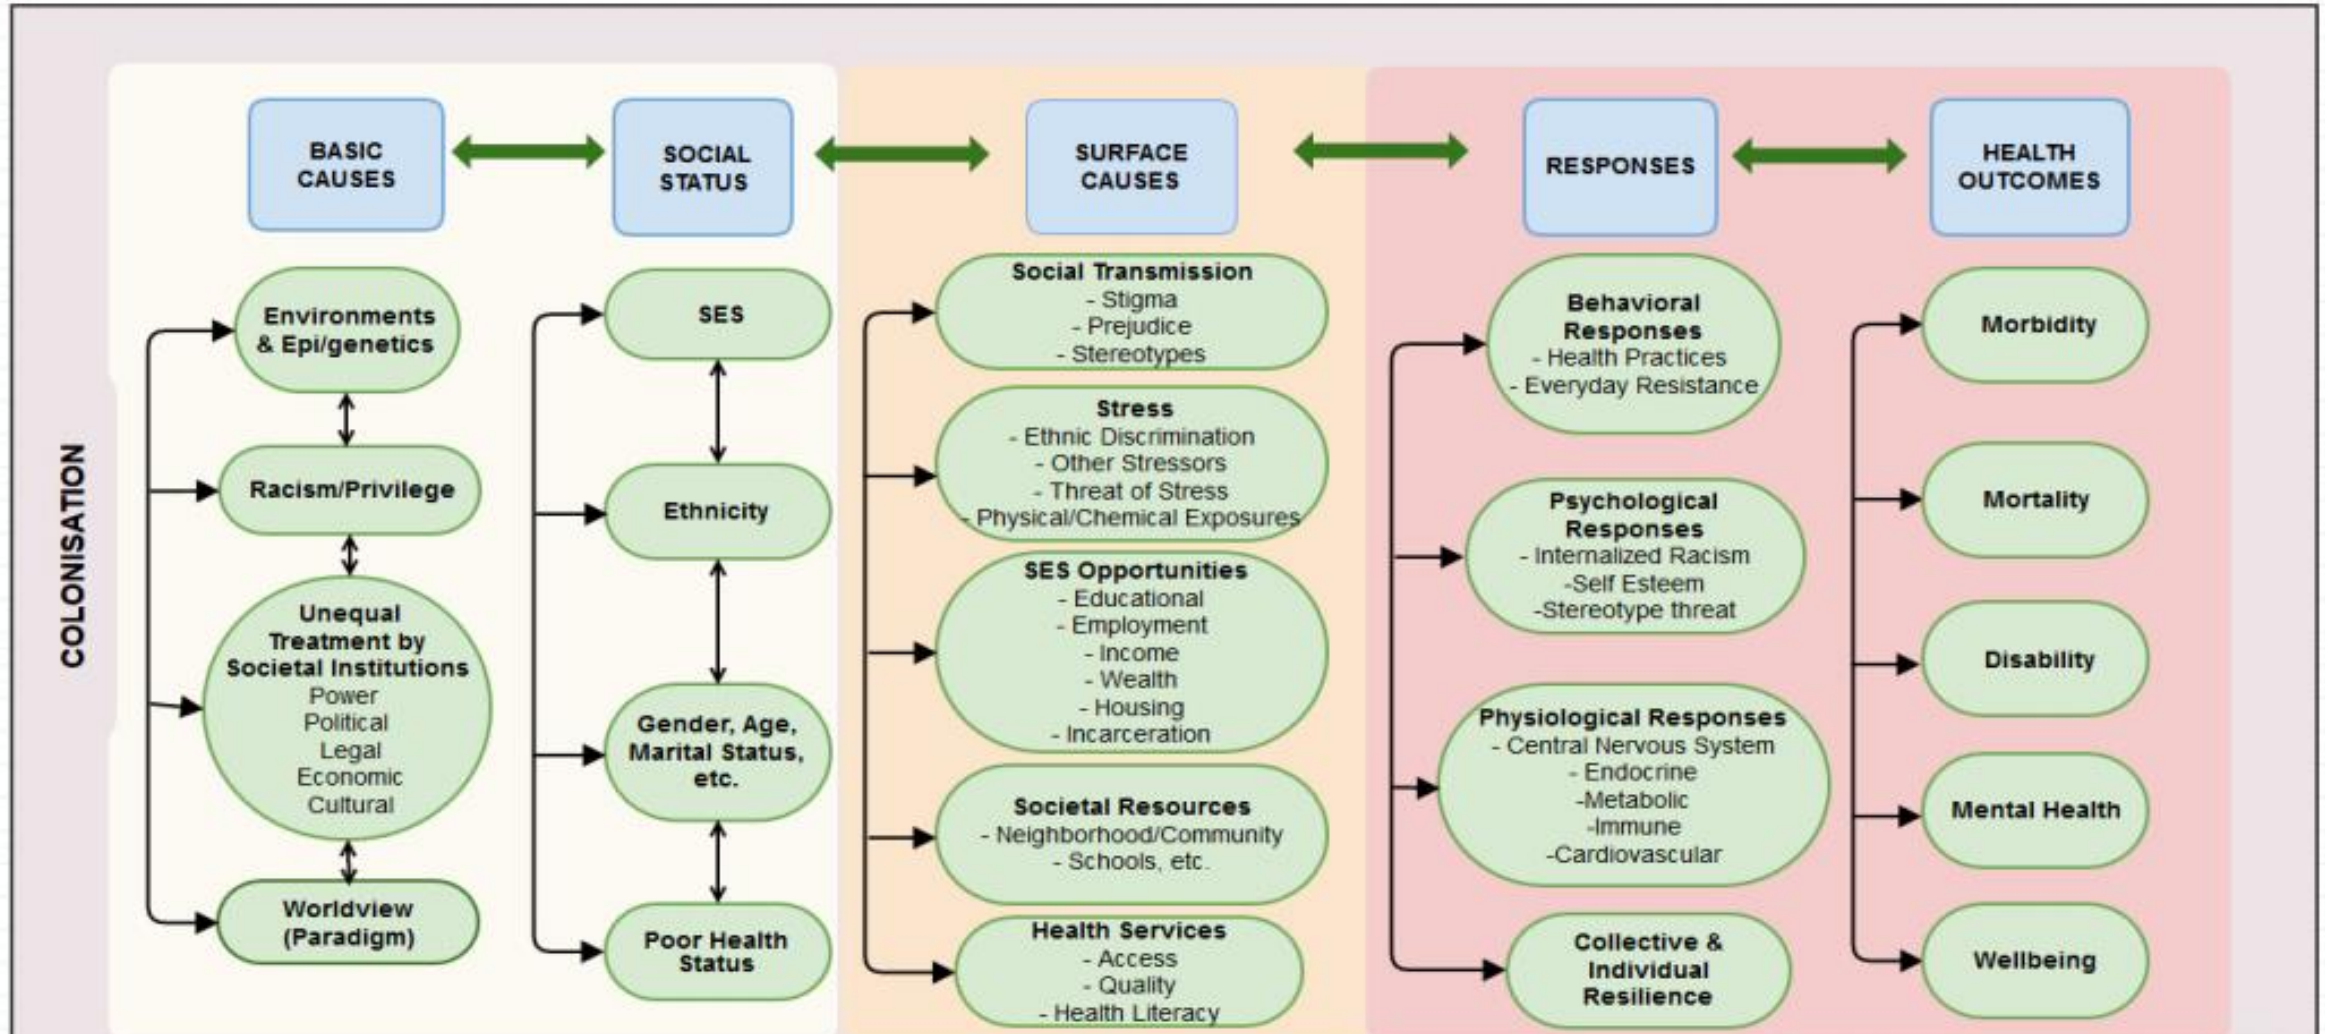 COLONISATION
BASIC
CAUSES
Environments
& Epi/genetics
Racism/Privilege
Unequal
Treatment by
Societal Institutions
Power
Political
Legal
Economic
Cultural
Worldview
(Paradigm)
SOCIAL
STATUS
SES
Ethnicity
Gender, Age,
Marital Status,
etc.
Poor Health
Status
SURFACE
CAUSES
Social Transmission
- Stigma
- Prejudice
- Stereotypes
Stress
- Ethnic Discrimination
- Other Stressors
- Threat of Stress
- Physical/Chemical Exposures
SES Opportunities
- Educational
- Employment
- Income
- Wealth
- Housing
- Incarceration
Societal Resources
- Neighborhood/Community
- Schools, etc.
Health Services
- Access
- Quality
- Health Literacy
RESPONSES
Behavioral
Responses
- Health Practices
- Everyday Resistance
Psychological
Responses
- Internalized Racism
-Self Esteem
-Stereotype threat
Physiological Responses
- Central Nervous System
- Endocrine
-Metabolic
-Immune
-Cardiovascular
Collective &
Individual
Resilience
HEALTH
OUTCOMES
Morbidity
Mortality
Disability
Mental Health
Wellbeing